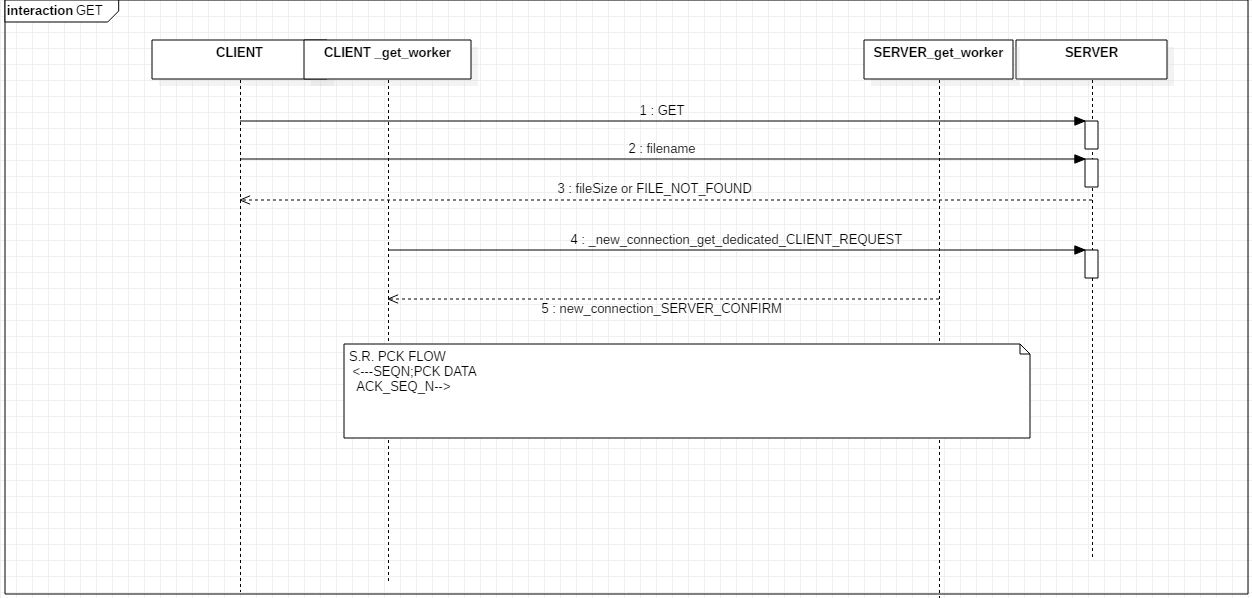 interaction GET
CLIENT
CLIENT _get_worker
SERVER_get_worker
SERVER
1 : GET
2 : filename
3 : fileSize or FILE_NOT_FOUND
4 : _new_connection_get_dedicated_CLIENT_REQUEST
5 : new_connection_SERVER_CONFIRM
S.R. PCK FLOW
<---SEQN;PCK DATA
ACK_SEQ_N-->